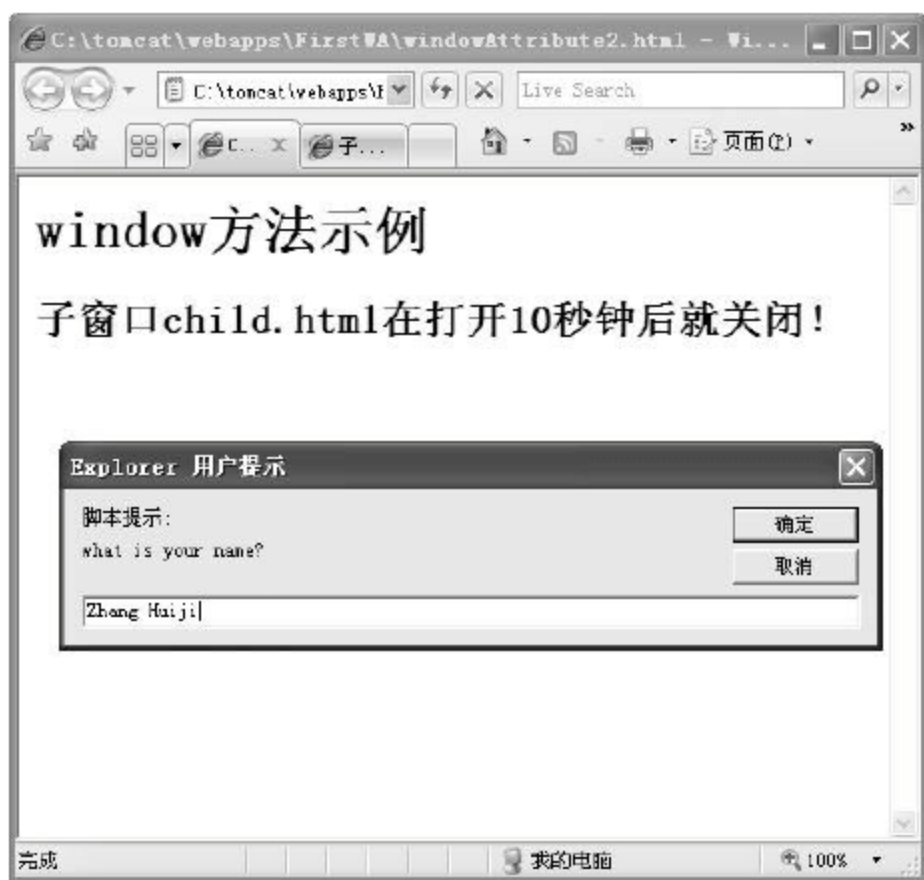 C:\tomcat\webapps\FirstWA\windowAttribute2.html - Wi...
C:\tomcat\webapps\F
Live Search
C...
子...
页面(P)
window方法示例
子窗口child.html在打开10秒钟后就关闭!
Explorer 用户提示
脚本提示:
确定
what is your name?
取消
Zhang Huiji
完成
我的电脑
100%